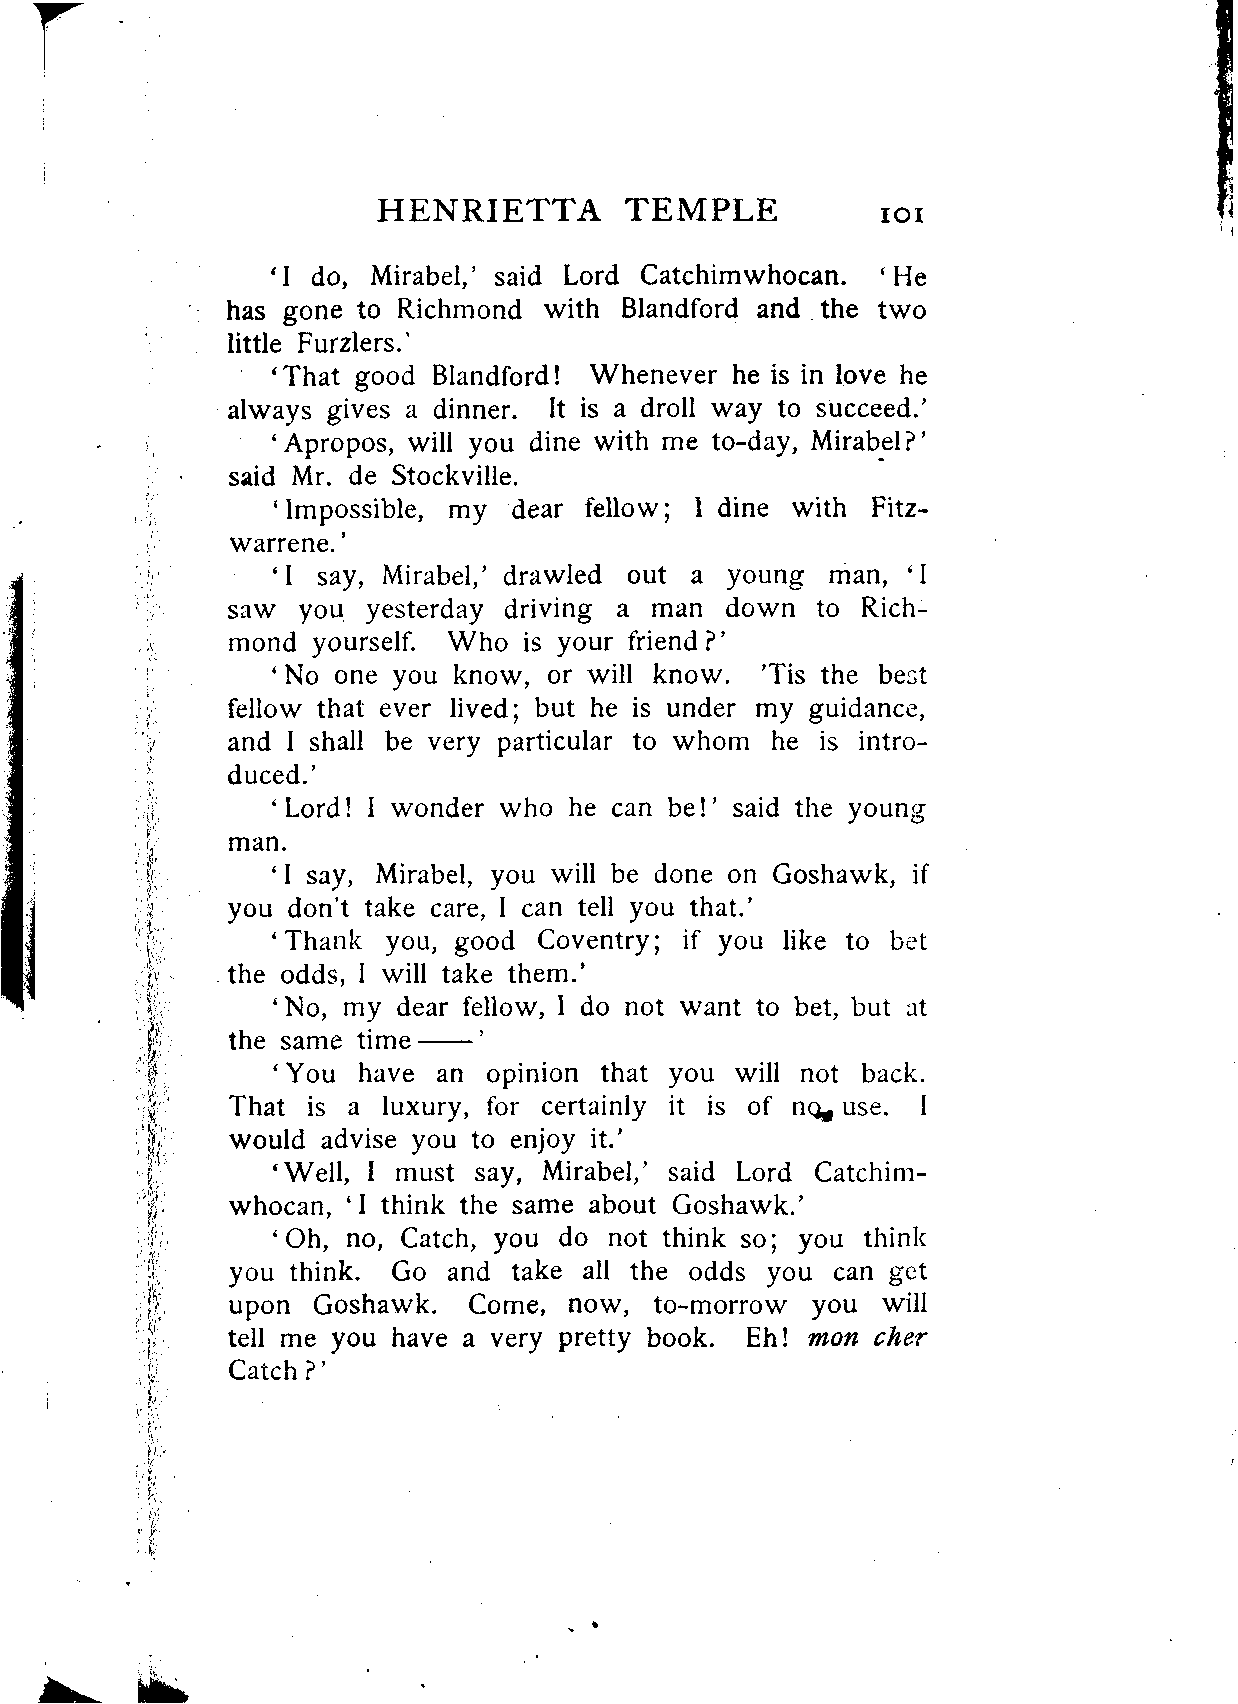 HENRIETTA TEMPLE 101
‘I do, Mirabel,’ said Lord Catchimwhocan. ‘He
has gone to Richmond with Blandford and the two
little Furzlers.’
‘That good Blandford! Whenever he is in love he
always gives a dinner. It is a droll way to succeed.’
‘Apropos, will you dine with me to-day, Mirabel?’
said Mr. de Stockville.
‘Impossible, my dear fellow; I dine with Fitz-
warrene.’
‘I say, Mirabel,’ drawled out a young man, ‘I
saw you yesterday driving a man down to Rich-
mond yourself. Who is your friend?’
‘No one you know, or will know. ’Tis the best
fellow that ever lived; but he is under my guidance,
and I shall be very particular to whom he is intro-
duced.’
‘Lord! I wonder who he can be!’ said the young
man.
‘I say, Mirabel, you will be done on Goshawk, if
you don't take care, I can tell you that.’
‘Thank you, good Coventry; if you like to bet
the odds, I will take them.’
‘No, my dear fellow, I do not want to bet, but at
the same time——’
‘You have an opinion that you will not back.
That is a luxury, for certainly it is of no use. I
would advise you to enjoy it.’
‘Well, I must say, Mirabel,’ said Lord Catchim-
whocan, ‘I think the same about Goshawk.’
‘Oh, no, Catch, you do not think so; you think
you think. Go and take all the odds you can get
upon Goshawk. Come, now, to-morrow you will
tell me you have a very pretty book. Eh! mon cher
Catch?’